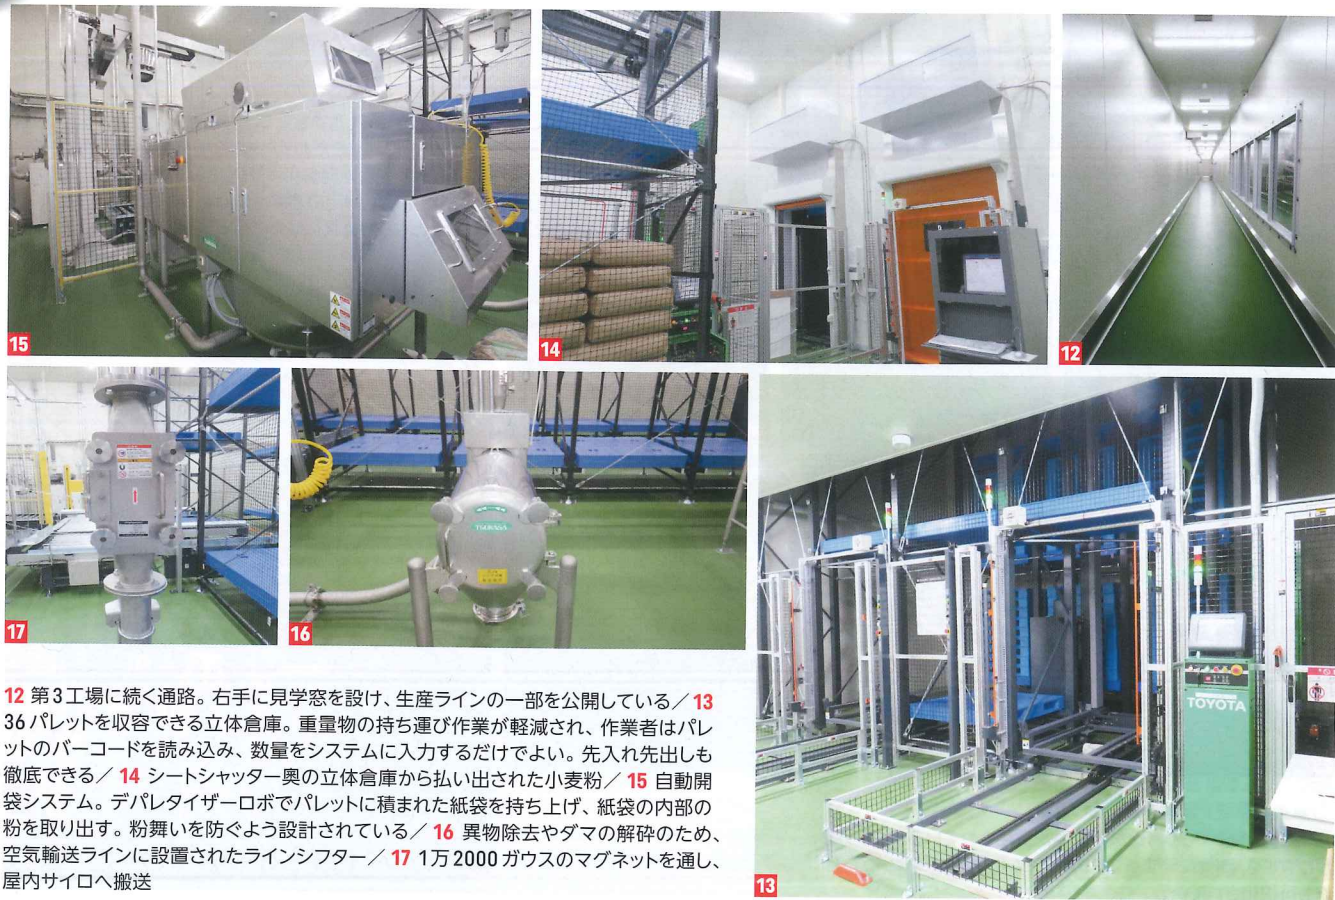 15
14
12
17
TSUKASA
16
TOYOTA
13
12 第3工場に続く通路。右手に見学窓を設け、生産ラインの一部を公開している／13
36パレットを収容できる立体倉庫。重量物の持ち運び作業が軽減され、作業者はパレ
ットのバーコードを読み込み、数量をシステムに入力するだけでよい。先入れ先出しも
徹底できる／14 シートシャッター奥の立体倉庫から払い出された小麦粉／15 自動開
袋システム。デパレタイザーロボでパレットに積まれた紙袋を持ち上げ、紙袋の内部の
粉を取り出す。粉舞いを防ぐよう設計されている／16 異物除去やダマの解砕のため、
空気輸送ラインに設置されたラインシフター／17 1万2000ガウスのマグネットを通し、
屋内サイロへ搬送